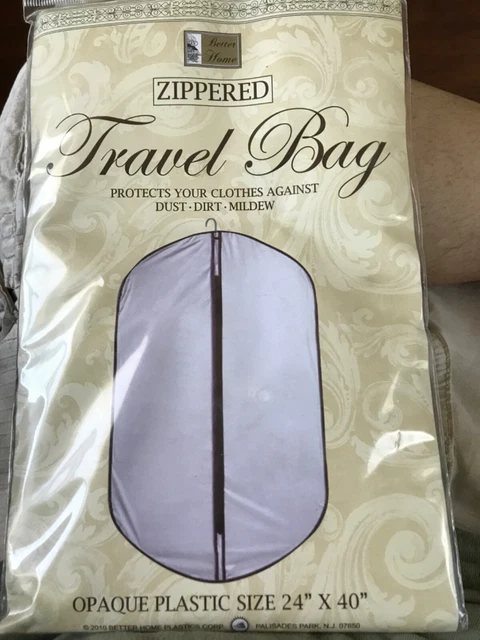 Better
Home
ZIPPERED
Travel Bag
PROTECTS YOUR CLOTHES AGAINST
DUST · DIRT · MILDEW
OPAQUE PLASTIC SIZE 24" X 40"
© 2010 BETTER HOME PLASTICS CORP. PALISADES PARK, N.J. 07650